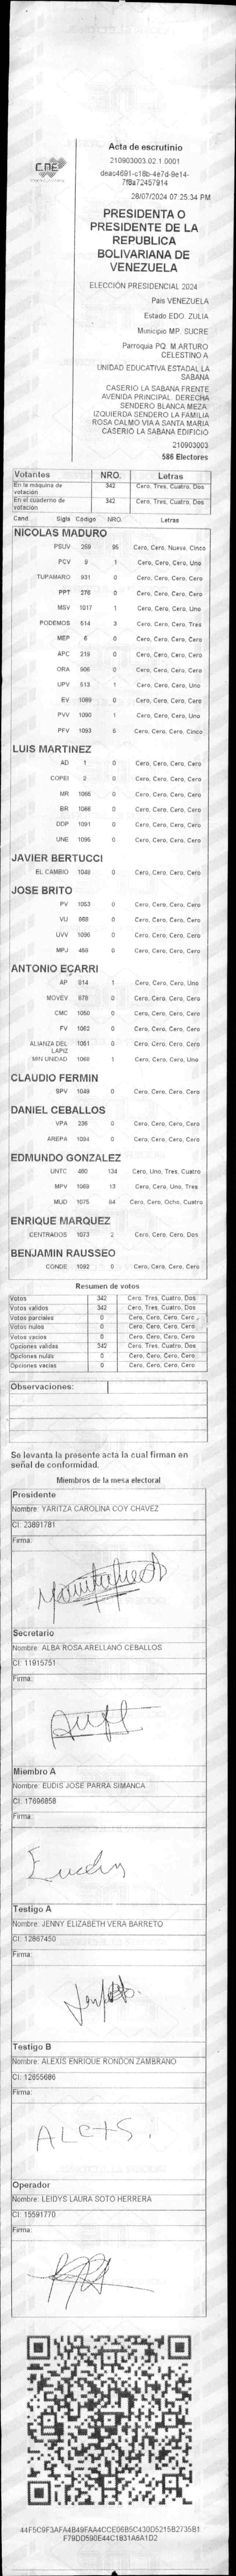 CNE
Acta de escrutinio
210903003.02.1.0001
deac4691-c18b-4e7d-9e14-
7f8a72457914
28/07/2024 07:25:34 PM
PRESIDENTA O
PRESIDENTE DE LA
REPUBLICA
BOLIVARIANA DE
VENEZUELA
ELECCIÓN PRESIDENCIAL 2024
Pais VENEZUELA
Estado EDO. ZULIA
Municipio MP. SUCRE
Parroquia PQ. M.ARTURO
CELESTINO A
UNIDAD EDUCATIVA ESTADAL LA
SABANA
CASERIO LA SABANA FRENTE
AVENIDA PRINCIPAL. DERECHA
SENDERO BLANCA MEZA.
IZQUIERDA SENDERO LA FAMILIA
ROSA CALMO VIA A SANTA MARIA
CASERIO LA SABANA EDIFICIO
210903003
586 Electores
Votantes NRO. Letras
En la máquina de votación 342 Cero, Tres, Cuatro, Dos
En el cuaderno de votación 342 Cero, Tres, Cuatro, Dos
Cand. Sigla Código NRO. Letras
NICOLAS MADURO
PSUV 269 95 Cero, Cero, Nueve, Cinco
PCV 9 1 Cero, Cero, Cero, Uno
TUPAMARO 931 0 Cero, Cero, Cero, Cero
PPT 276 0 Cero, Cero, Cero, Cero
MSV 1017 1 Cero, Cero, Cero, Uno
PODEMOS 514 3 Cero, Cero, Cero, Tres
MEP 6 0 Cero, Cero, Cero, Cero
APC 219 0 Cero, Cero, Cero, Cero
ORA 906 0 Cero, Cero, Cero, Cero
UPV 513 1 Cero, Cero, Cero, Uno
EV 1089 0 Cero, Cero, Cero, Cero
PVV 1090 1 Cero, Cero, Cero, Uno
PFV 1093 5 Cero, Cero, Cero, Cinco
LUIS MARTINEZ
AD 1 0 Cero, Cero, Cero, Cero
COPEI 2 0 Cero, Cero, Cero, Cero
MR 1065 0 Cero, Cero, Cero, Cero
BR 1066 0 Cero, Cero, Cero, Cero
DDP 1091 0 Cero, Cero, Cero, Cero
UNE 1095 0 Cero, Cero, Cero, Cero
JAVIER BERTUCCI
EL CAMBIO 1048 0 Cero, Cero, Cero, Cero
JOSE BRITO
PV 1053 0 Cero, Cero, Cero, Cero
VU 868 0 Cero, Cero, Cero, Cero
UVV 1096 0 Cero, Cero, Cero, Cero
MPJ 468 0 Cero, Cero, Cero, Cero
ANTONIO ECARRI
AP 814 1 Cero, Cero, Cero, Uno
MOVEV 878 0 Cero, Cero, Cero, Cero
CMC 1050 0 Cero, Cero, Cero, Cero
FV 1062 0 Cero, Cero, Cero, Cero
ALIANZA DEL LAPIZ 1051 0 Cero, Cero, Cero, Cero
MIN UNIDAD 1068 1 Cero, Cero, Cero, Uno
CLAUDIO FERMIN
SPV 1049 0 Cero, Cero, Cero, Cero
DANIEL CEBALLOS
VPA 236 0 Cero, Cero, Cero, Cero
AREPA 1094 0 Cero, Cero, Cero, Cero
EDMUNDO GONZALEZ
UNTC 480 134 Cero, Uno, Tres, Cuatro
MPV 1069 13 Cero, Cero, Uno, Tres
MUD 1075 84 Cero, Cero, Ocho, Cuatro
ENRIQUE MARQUEZ
CENTRADOS 1073 2 Cero, Cero, Cero, Dos
BENJAMIN RAUSSEO
CONDE 1092 0 Cero, Cero, Cero, Cero
Resumen de votos
Votos 342 Cero, Tres, Cuatro, Dos
Votos validos 342 Cero, Tres, Cuatro, Dos
Votos parciales 0 Cero, Cero, Cero, Cero
Votos nulos 0 Cero, Cero, Cero, Cero
Votos vacios 0 Cero, Cero, Cero, Cero
Opciones validas 342 Cero, Tres, Cuatro, Dos
Opciones nulas 0 Cero, Cero, Cero, Cero
Opciones vacias 0 Cero, Cero, Cero, Cero
Observaciones:
Se levanta la presente acta la cual firman en
señal de conformidad.
Miembros de la mesa electoral
Presidente
Nombre: YARITZA CAROLINA COY CHAVEZ
CI: 23891781
Firma:
Secretario
Nombre: ALBA ROSA ARELLANO CEBALLOS
CI: 11915751
Firma:
Miembro A
Nombre: EUDIS JOSE PARRA SIMANCA
CI: 17696858
Firma:
Testigo A
Nombre: JENNY ELIZABETH VERA BARRETO
CI: 12867450
Firma:
Testigo B
Nombre: ALEXIS ENRIQUE RONDON ZAMBRANO
CI: 12655686
Firma:
Operador
Nombre: LEIDYS LAURA SOTO HERRERA
CI: 15591770
Firma:
44F5C9F3AFA4B49FAA4CCE06B5C430D5215B2735B1
F79DD590E44C1831A6A1D2